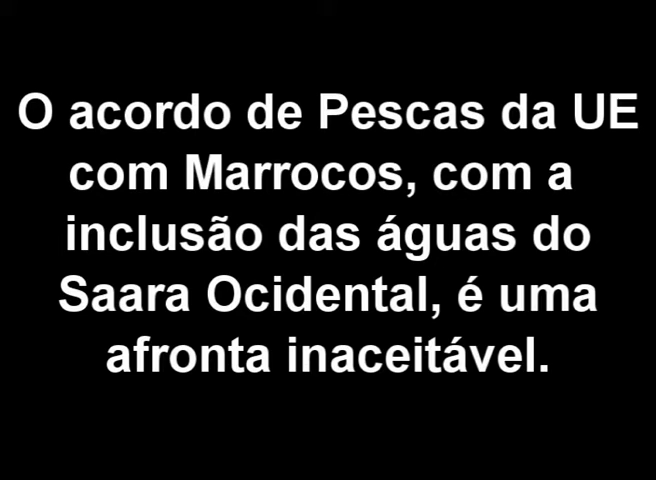 O acordo de Pescas da UE
com Marrocos, com a
inclusão das águas do
Saara Ocidental, é uma
afronta inaceitável.